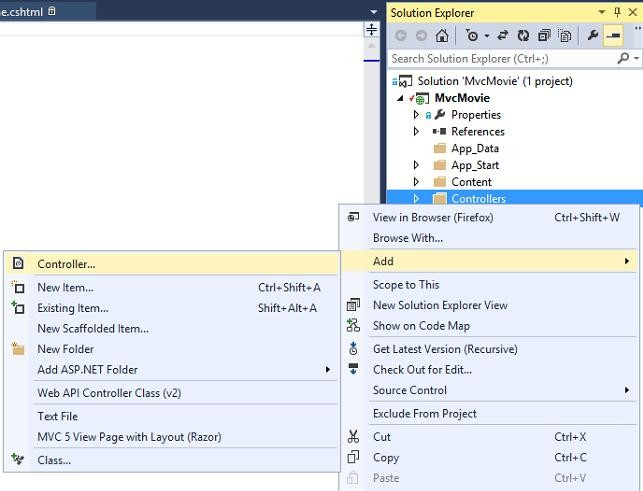 e.cshtml
Solution Explorer
Search Solution Explorer (Ctrl+;)
Solution 'MvcMovie' (1 project)
MvcMovie
Properties
References
App_Data
App_Start
Content
Controllers
View in Browser (Firefox) Ctrl+Shift+W
Browse With...
Add
Scope to This
New Solution Explorer View
Show on Code Map
Get Latest Version (Recursive)
Check Out for Edit...
Source Control
Exclude From Project
Cut Ctrl+X
Copy Ctrl+C
Paste Ctrl+V
Controller...
New Item... Ctrl+Shift+A
Existing Item... Shift+Alt+A
New Scaffolded Item...
New Folder
Add ASP.NET Folder
Web API Controller Class (v2)
Text File
MVC 5 View Page with Layout (Razor)
Class...